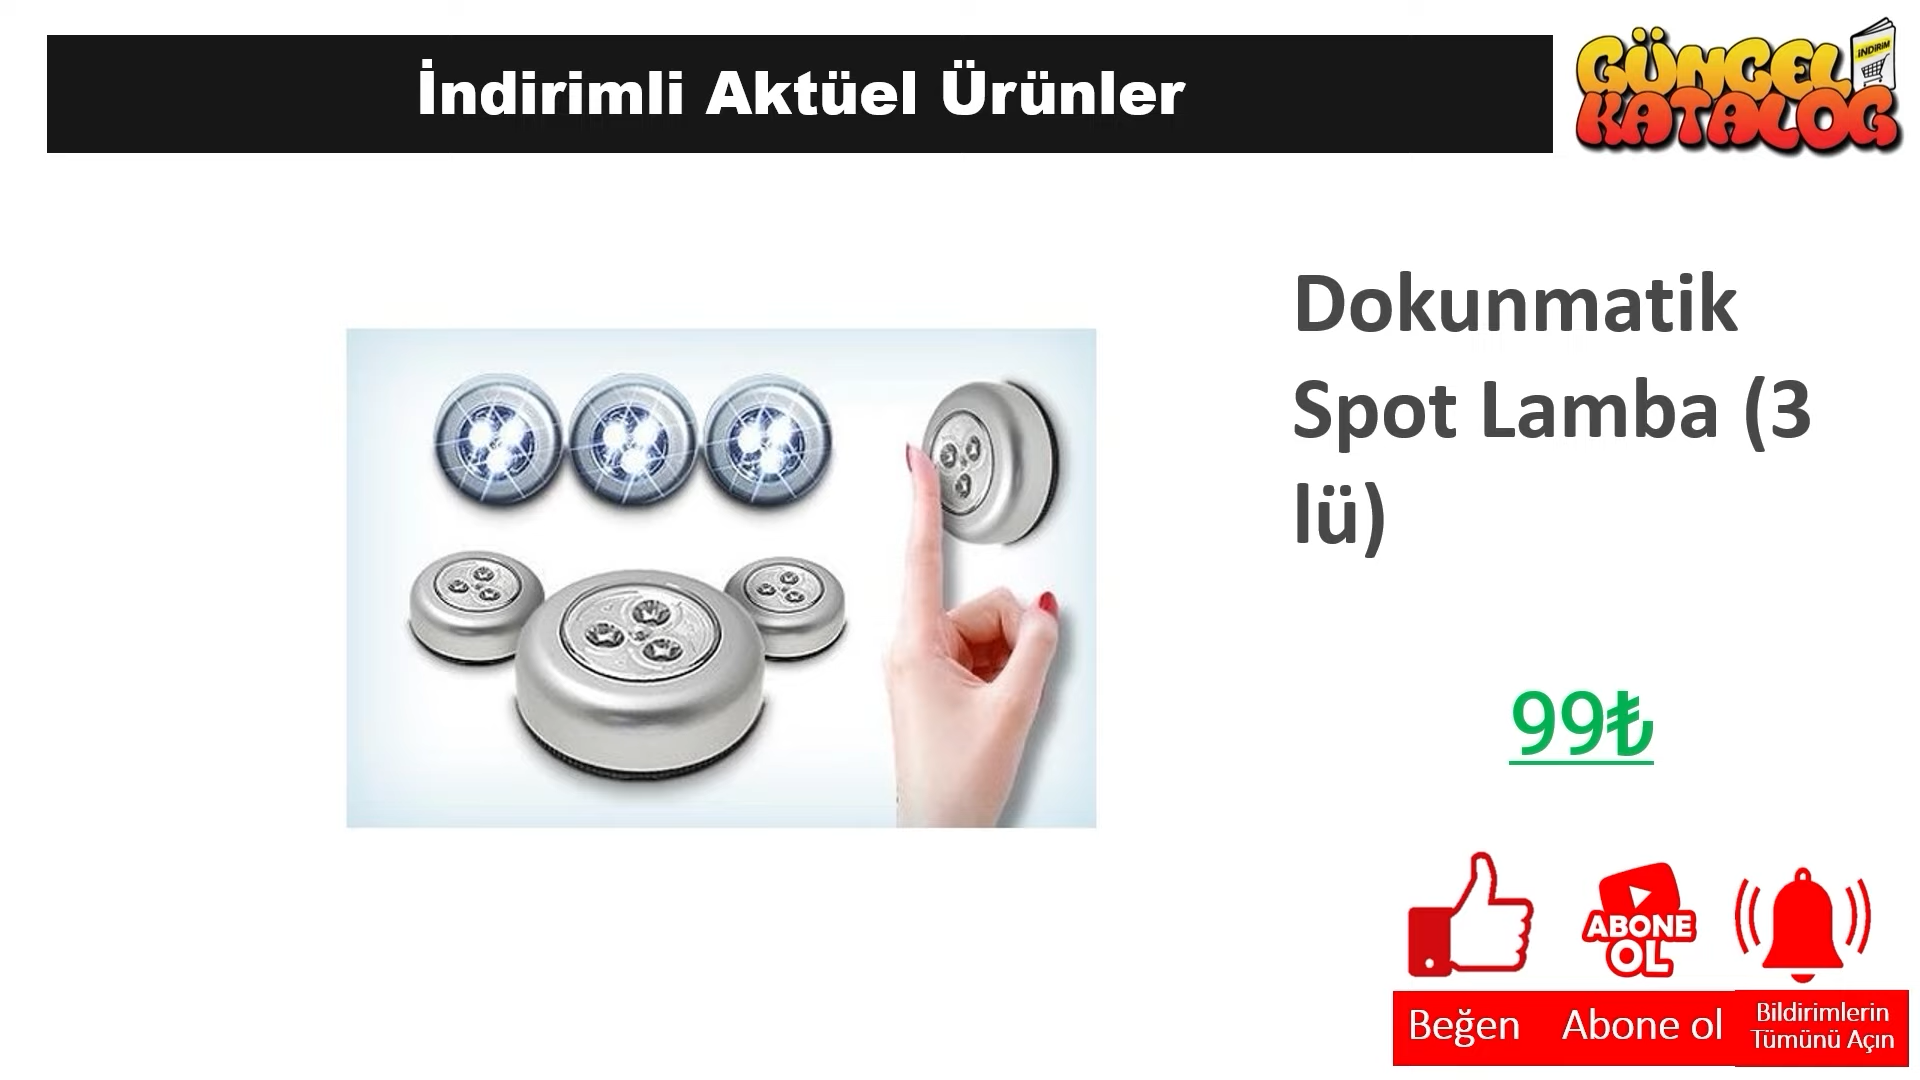 İndirimli Aktüel Ürünler
GÜNCEL
İNDİRİM
KATALOG
Dokunmatik
Spot Lamba (3
lü)
99₺
ABONE
OL
Beğen
Abone ol
Bildirimlerin
Tümünü Açın